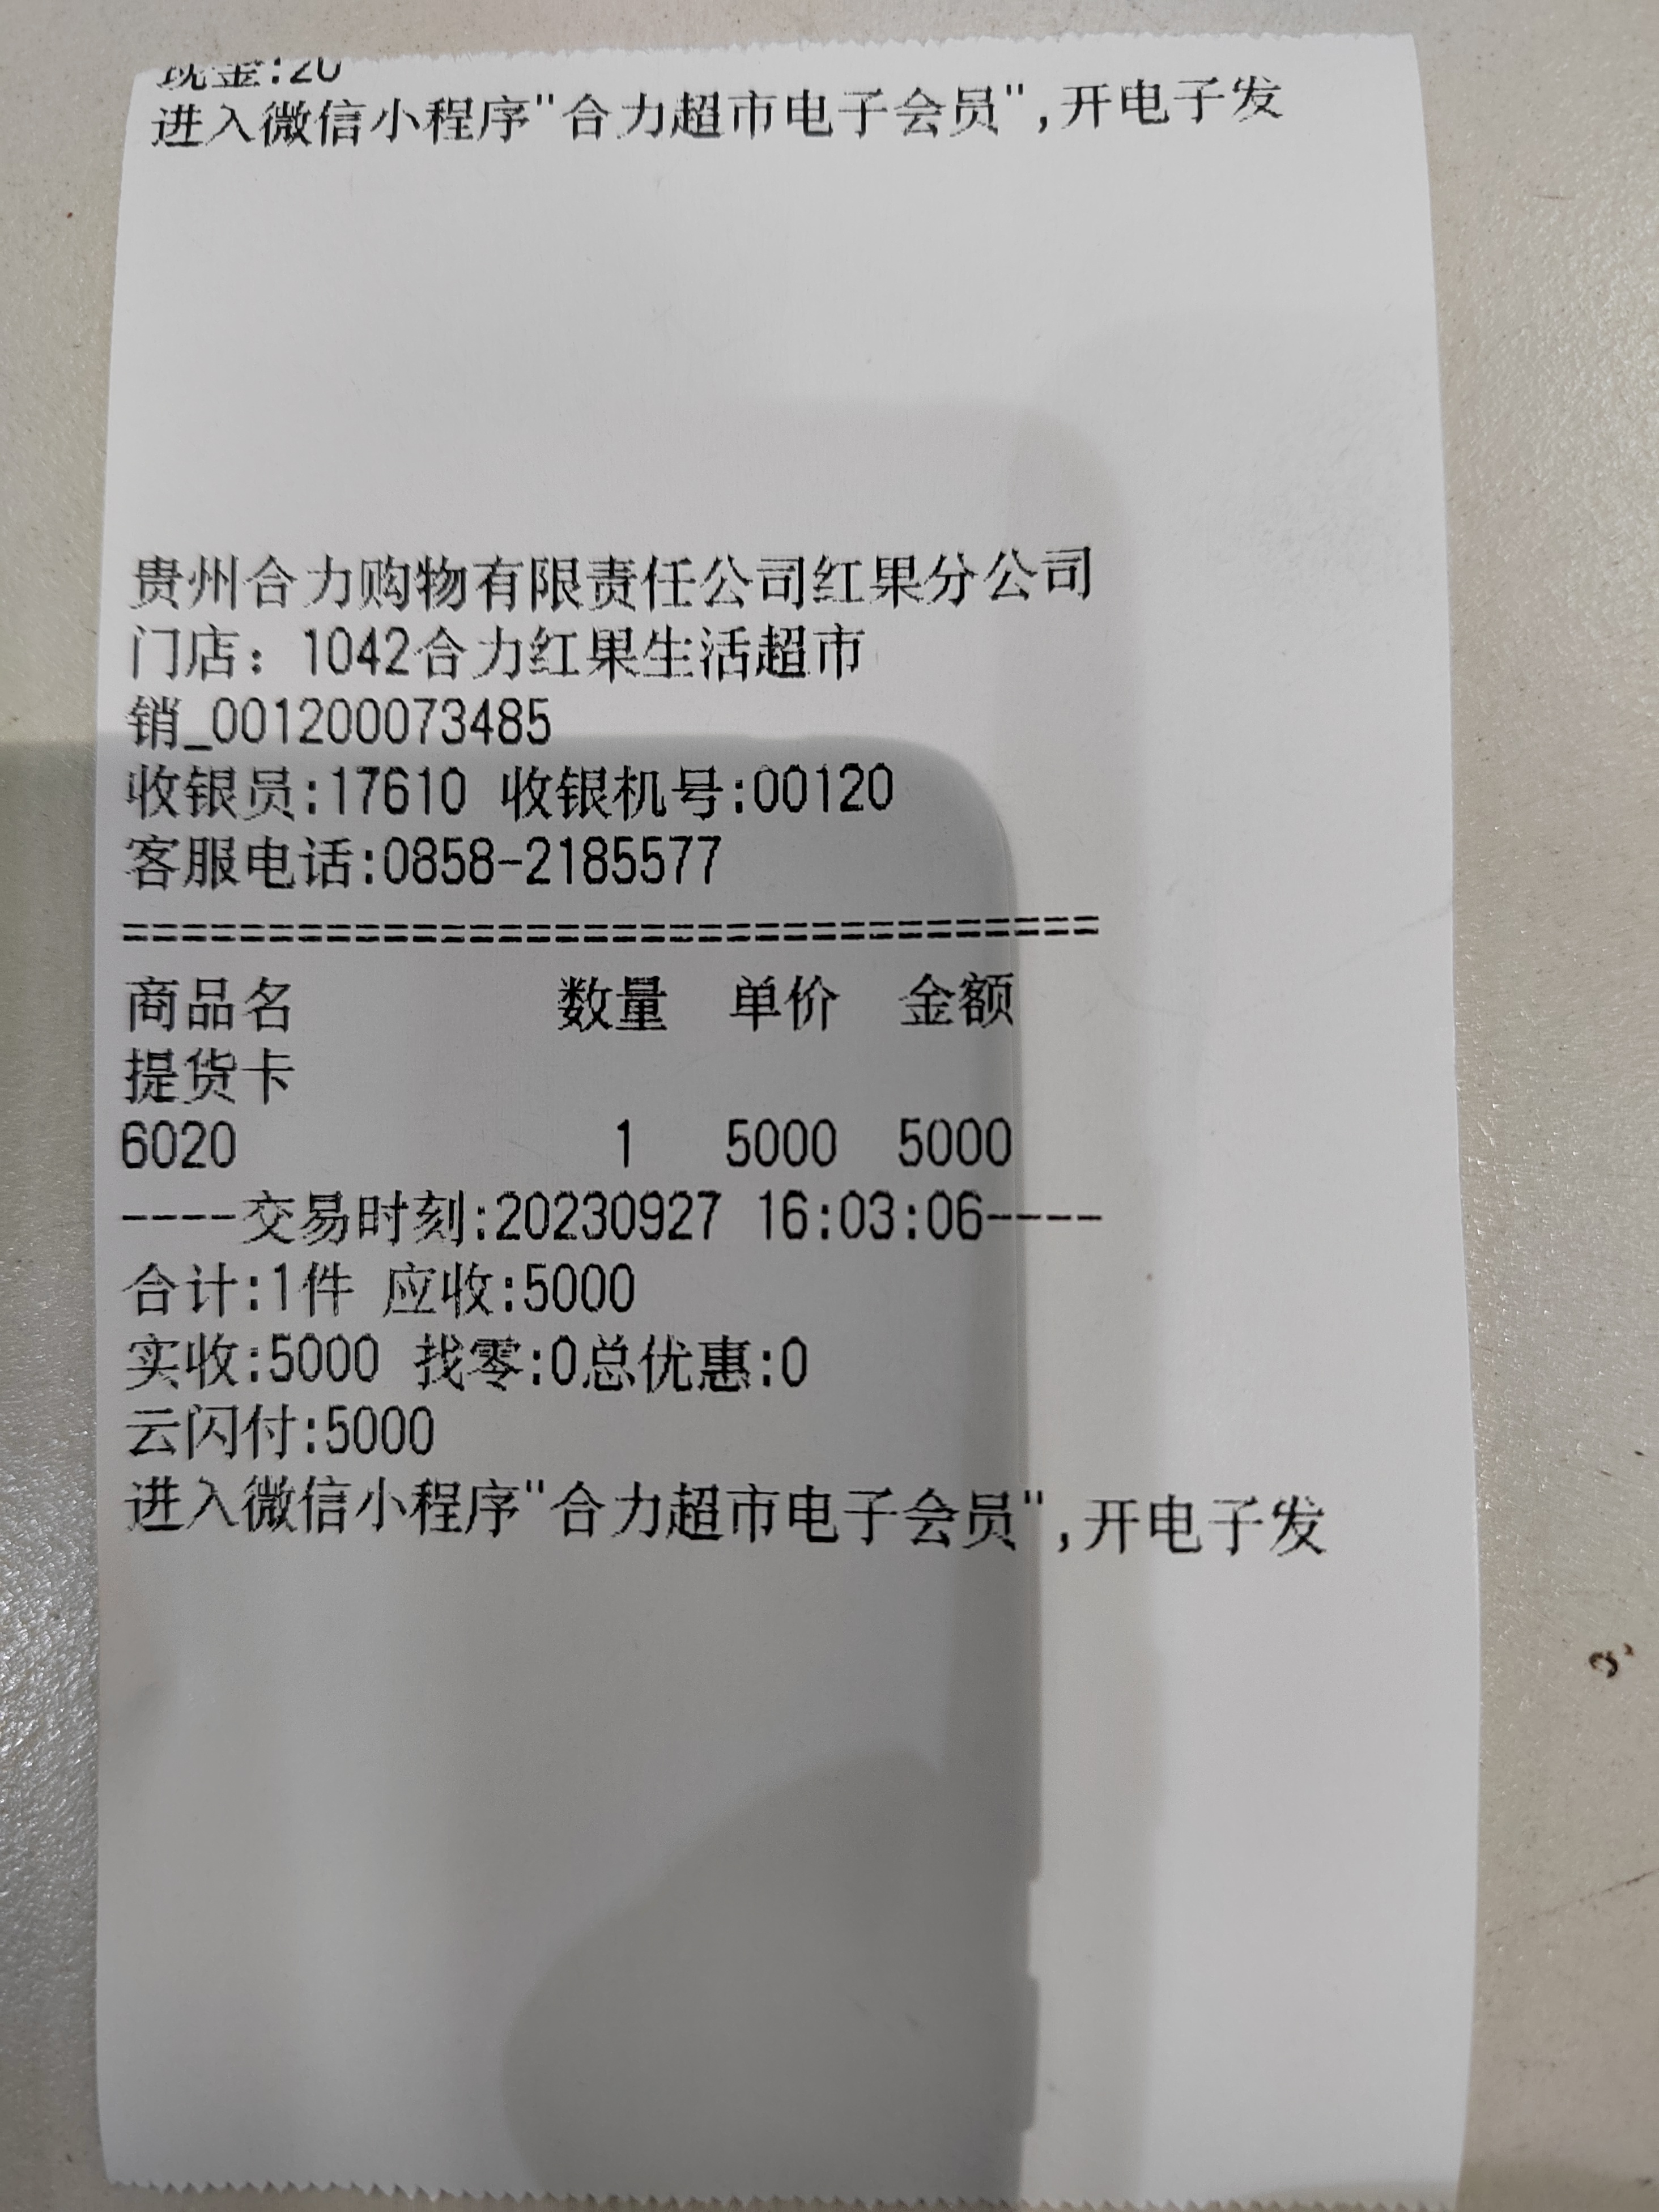 现金:20
进入微信小程序"合力超市电子会员",开电子发
贵州合力购物有限责任公司红果分公司
门店：1042合力红果生活超市
销_001200073485
收银员:17610 收银机号:00120
客服电话:0858-2185577
==================================
商品名 数量 单价 金额
提货卡
6020 1 5000 5000
----交易时刻:20230927 16:03:06----
合计:1件 应收:5000
实收:5000 找零:0总优惠:0
云闪付:5000
进入微信小程序"合力超市电子会员",开电子发